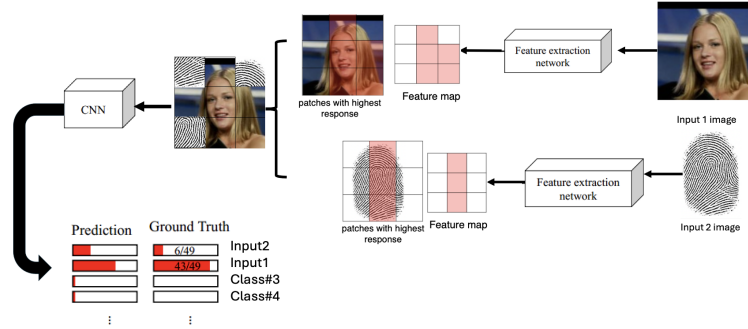 Feature extraction
network
patches with highest
response
Feature map
Input 1 image
CNN
Feature extraction
network
patches with highest
response
Feature map
Input 2 image
Prediction
Ground Truth
6/49
Input2
43/49
Input1
Class#3
Class#4
⋮ ⋮